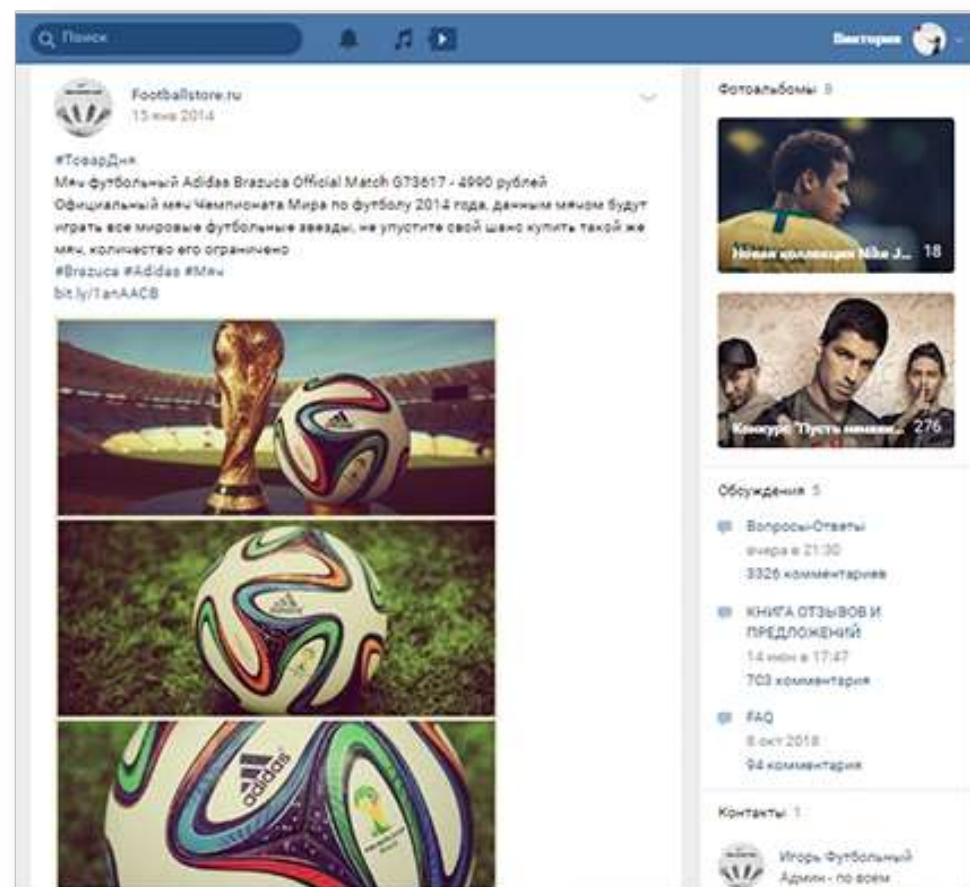 Поиск
Виктория
Footballstore.ru
15 янв 2014
#ТоварДня
Мяч футбольный Adidas Brazuca Official Match G73617 - 4990 рублей
Официальный мяч Чемпионата Мира по футболу 2014 года, данным мячом будут
играть все мировые футбольные звезды, не упустите свой шанс купить такой же
мяч, количество его ограничено
#Brazuca #Adidas #Мяч
bit.ly/1anAACB
adidas
Фотоальбомы 8
Новая коллекция Nike J... 18
Конкурс "Пусть ... 276
Обсуждения 5
Вопросы-Ответы
вчера в 21:30
3326 комментариев
КНИГА ОТЗЫВОВ И
ПРЕДЛОЖЕНИЙ
14 июн в 17:47
703 комментария
FAQ
8 окт 2018
94 комментария
Контакты 1
Игорь Футбольный
Админ - по всем